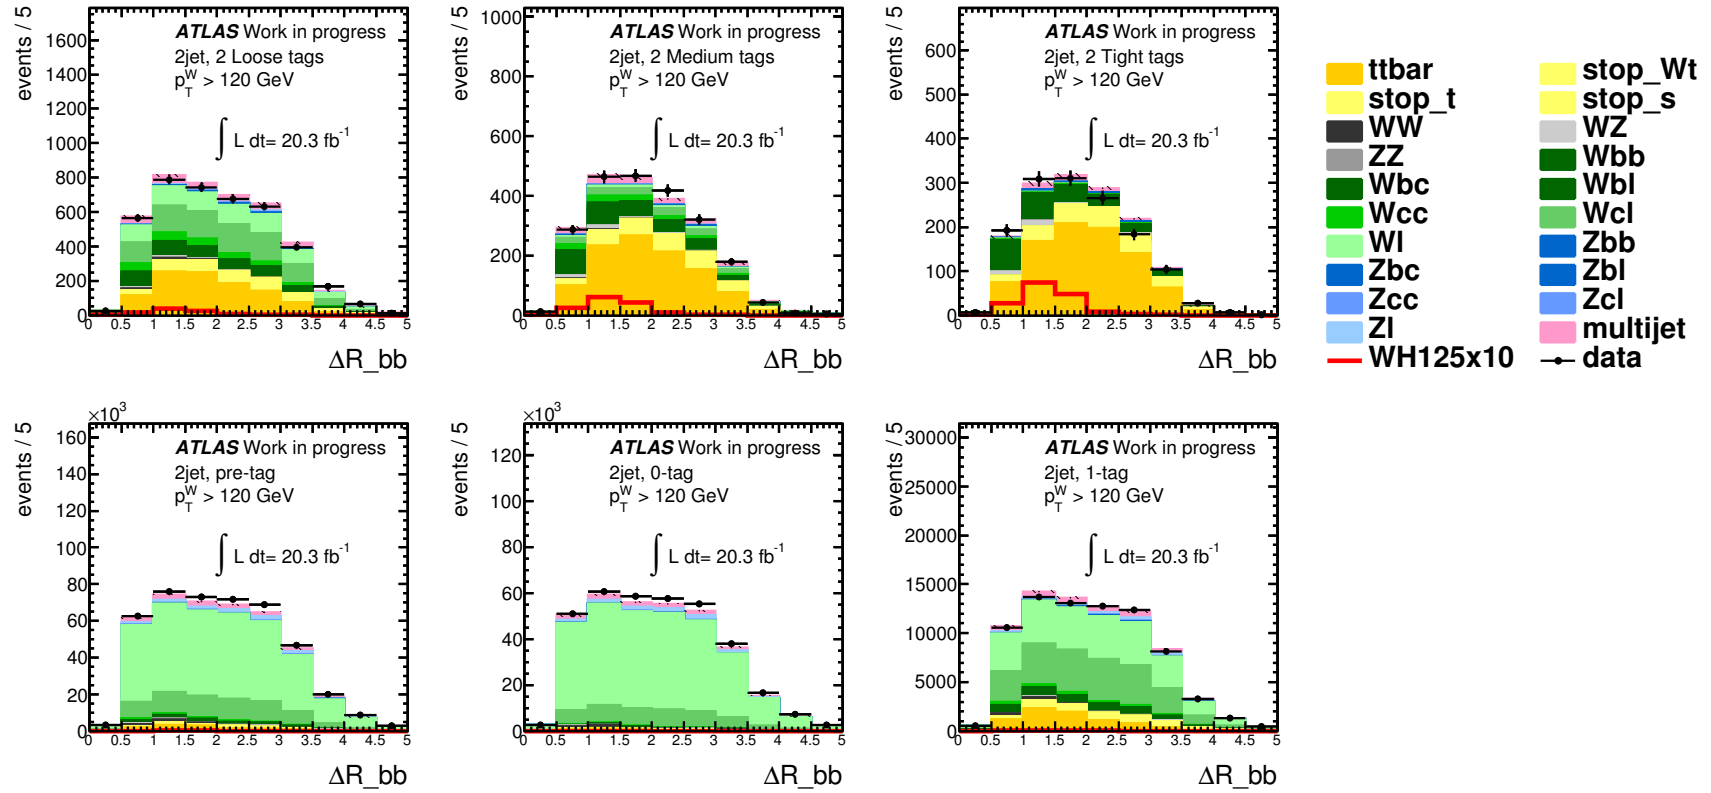 events / 5
1600
1400
1200
1000
800
600
400
200
0
ATLAS Work in progress
2jet, 2 Loose tags
p_T^W > 120 GeV
∫ L dt= 20.3 fb^-1
0 0.5 1 1.5 2 2.5 3 3.5 4 4.5 5
ΔR_bb
events / 5
1000
800
600
400
200
0
ATLAS Work in progress
2jet, 2 Medium tags
p_T^W > 120 GeV
∫ L dt= 20.3 fb^-1
0 0.5 1 1.5 2 2.5 3 3.5 4 4.5 5
ΔR_bb
events / 5
600
500
400
300
200
100
0
ATLAS Work in progress
2jet, 2 Tight tags
p_T^W > 120 GeV
∫ L dt= 20.3 fb^-1
0 0.5 1 1.5 2 2.5 3 3.5 4 4.5 5
ΔR_bb
ttbar stop_Wt
stop_t stop_s
WW WZ
ZZ Wbb
Wbc Wbl
Wcc Wcl
Wl Zbb
Zbc Zbl
Zcc Zcl
Zl multijet
WH125x10 data
×10^3
events / 5
160
140
120
100
80
60
40
20
0
ATLAS Work in progress
2jet, pre-tag
p_T^W > 120 GeV
∫ L dt= 20.3 fb^-1
0 0.5 1 1.5 2 2.5 3 3.5 4 4.5 5
ΔR_bb
×10^3
events / 5
120
100
80
60
40
20
0
ATLAS Work in progress
2jet, 0-tag
p_T^W > 120 GeV
∫ L dt= 20.3 fb^-1
0 0.5 1 1.5 2 2.5 3 3.5 4 4.5 5
ΔR_bb
events / 5
30000
25000
20000
15000
10000
5000
0
ATLAS Work in progress
2jet, 1-tag
p_T^W > 120 GeV
∫ L dt= 20.3 fb^-1
0 0.5 1 1.5 2 2.5 3 3.5 4 4.5 5
ΔR_bb